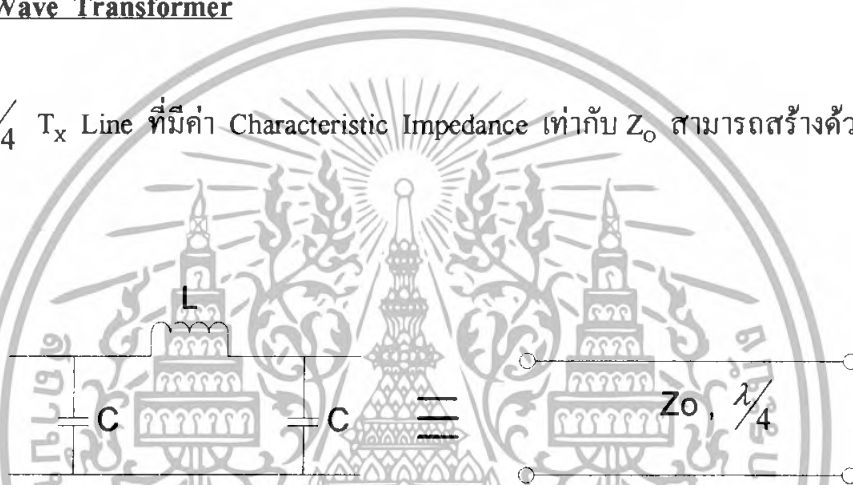 Wave Transformer
λ/4 Tx Line ที่มีค่า Characteristic Impedance เท่ากับ Zo สามารถสร้างด้ว
L
C C Zo , λ/4